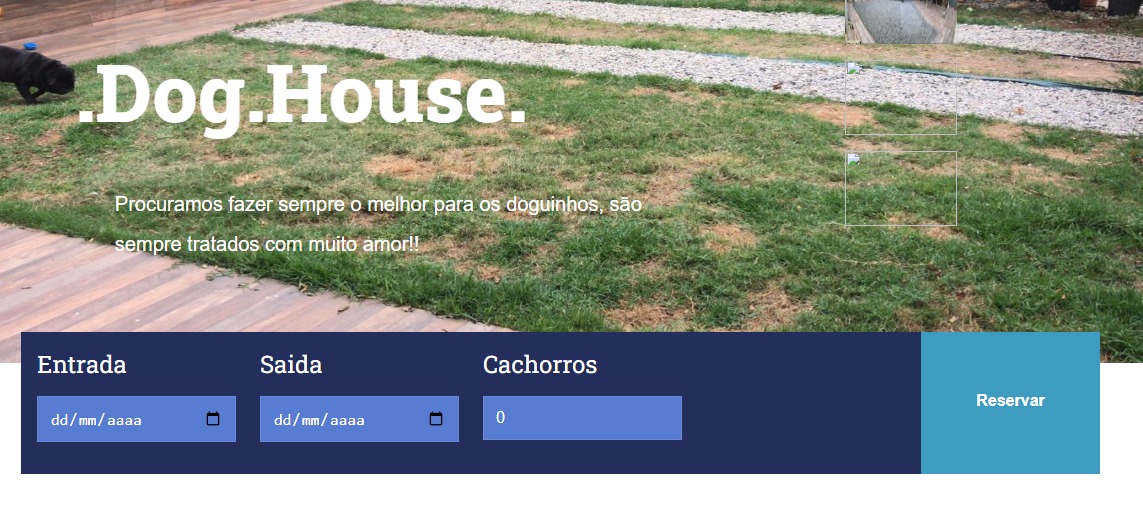 .Dog.House.
Procuramos fazer sempre o melhor para os doguinhos, são
sempre tratados com muito amor!!
Entrada
Saida
Cachorros
dd/mm/aaaa
dd/mm/aaaa
0
Reservar